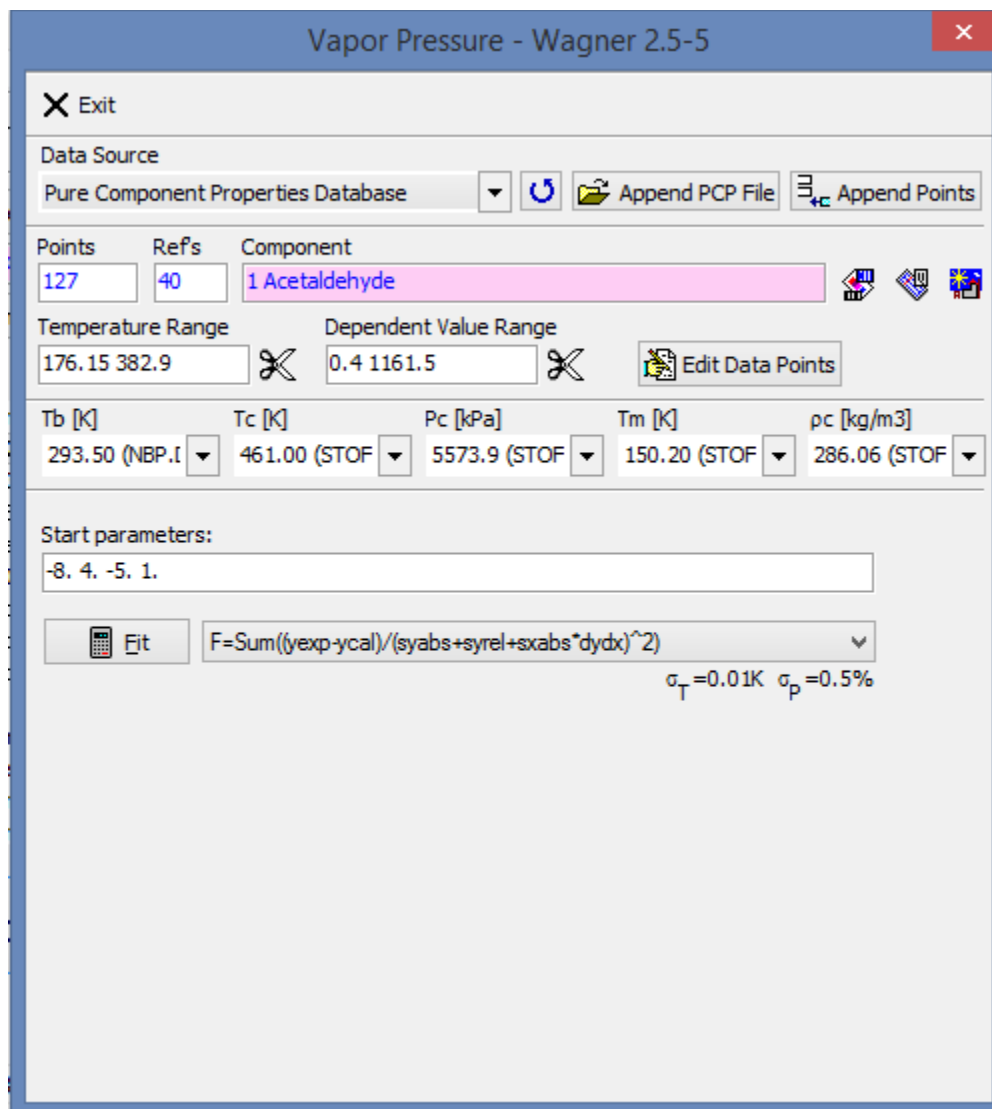 Vapor Pressure - Wagner 2.5-5
Exit
Data Source
Pure Component Properties Database Append PCP File Append Points
Points Ref's Component
127 40 1 Acetaldehyde
Temperature Range Dependent Value Range
176.15 382.9 0.4 1161.5 Edit Data Points
Tb [K] Tc [K] Pc [kPa] Tm [K] ρc [kg/m3]
293.50 (NBP.D 461.00 (STOF 5573.9 (STOF 150.20 (STOF 286.06 (STOF
Start parameters:
-8. 4. -5. 1.
Fit F=Sum((yexp-ycal)/(syabs+syrel+sxabs*dydx)^2)
σT=0.01K σp=0.5%